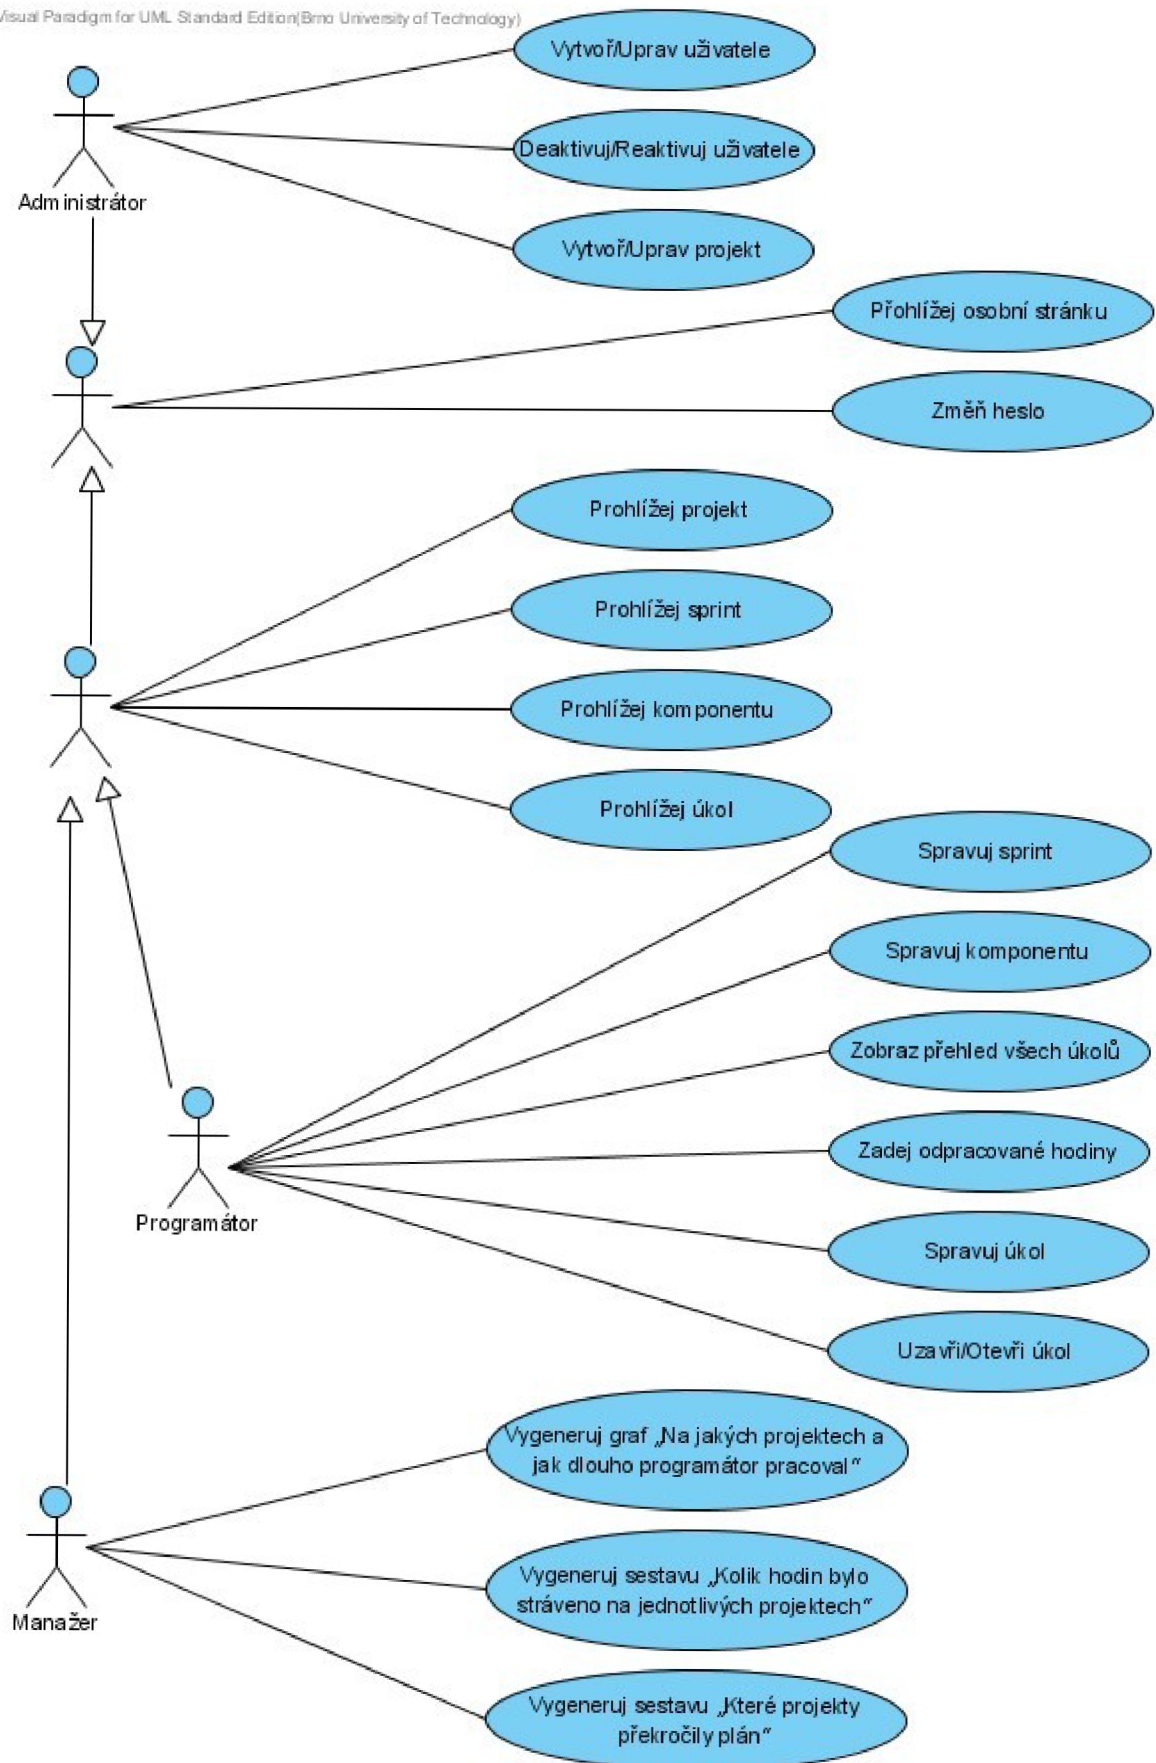 Visual Paradigm for UML Standard Edition(Brno University of Technology)
Vytvoř/Uprav uživatele
Deaktivuj/Reaktivuj uživatele
Administrátor
Vytvoř/Uprav projekt
Přohlížej osobní stránku
Změň heslo
Prohlížej projekt
Prohlížej sprint
Prohlížej komponentu
Prohlížej úkol
Spravuj sprint
Spravuj komponentu
Zobraz přehled všech úkolů
Zadej odpracované hodiny
Programátor
Spravuj úkol
Uzavři/Otevři úkol
Vygeneruj graf „Na jakých projektech a
jak dlouho programátor pracoval“
Vygeneruj sestavu „Kolik hodin bylo
stráveno na jednotlivých projektech“
Manažer
Vygeneruj sestavu „Které projekty
překročily plán“